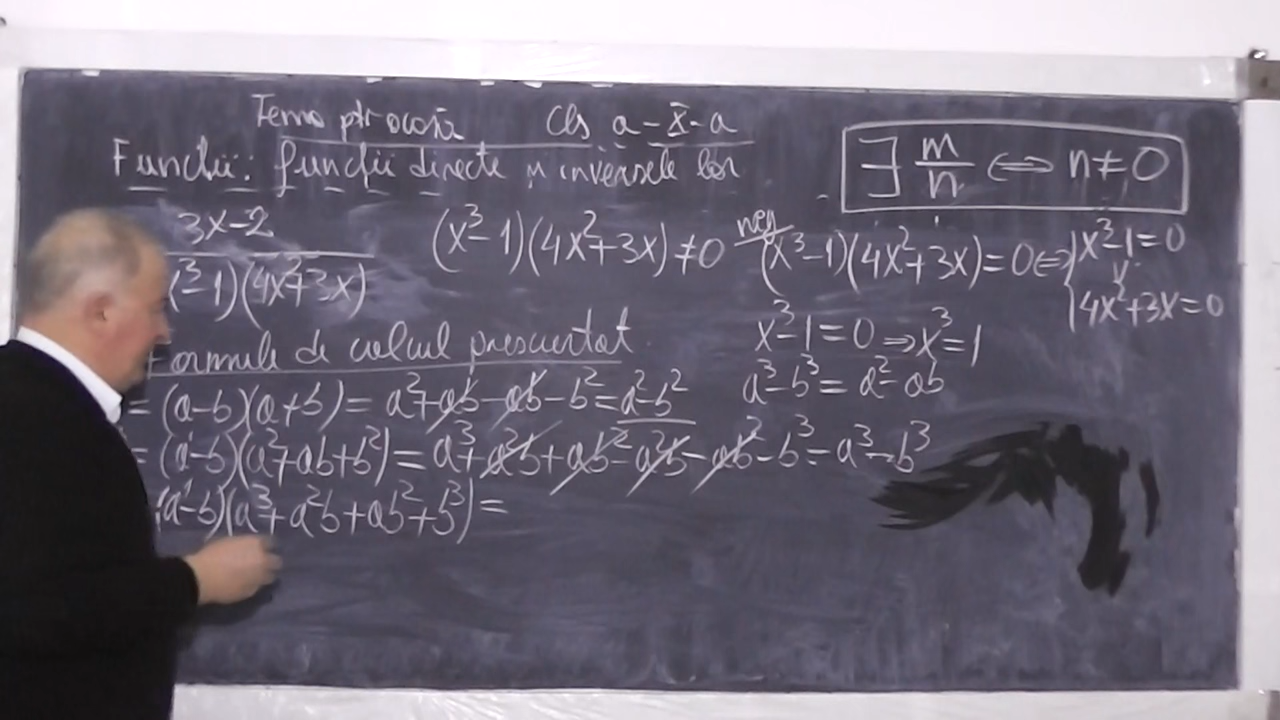 Tema ptr acasă cls a-X-a
Funcții: funcții directe și inversele lor
∃ m/n ⇔ n≠0
3x-2
(x³-1)(4x²+3x)
(x³-1)(4x²+3x)≠0
neg
(x³-1)(4x²+3x)=0⇔
x³-1=0
v
4x²+3x=0
x³-1=0⇒x³=1
Formule de calcul prescurtat
a³-b³=a²-ab
=(a-b)(a+b)=a²+ab-ab-b²=a²-b²
=(a-b)(a²+ab+b²)=a³+a²b+ab²-a²b-ab²-b³=a³-b³
(a-b)(a³+a²b+ab²+b³)=